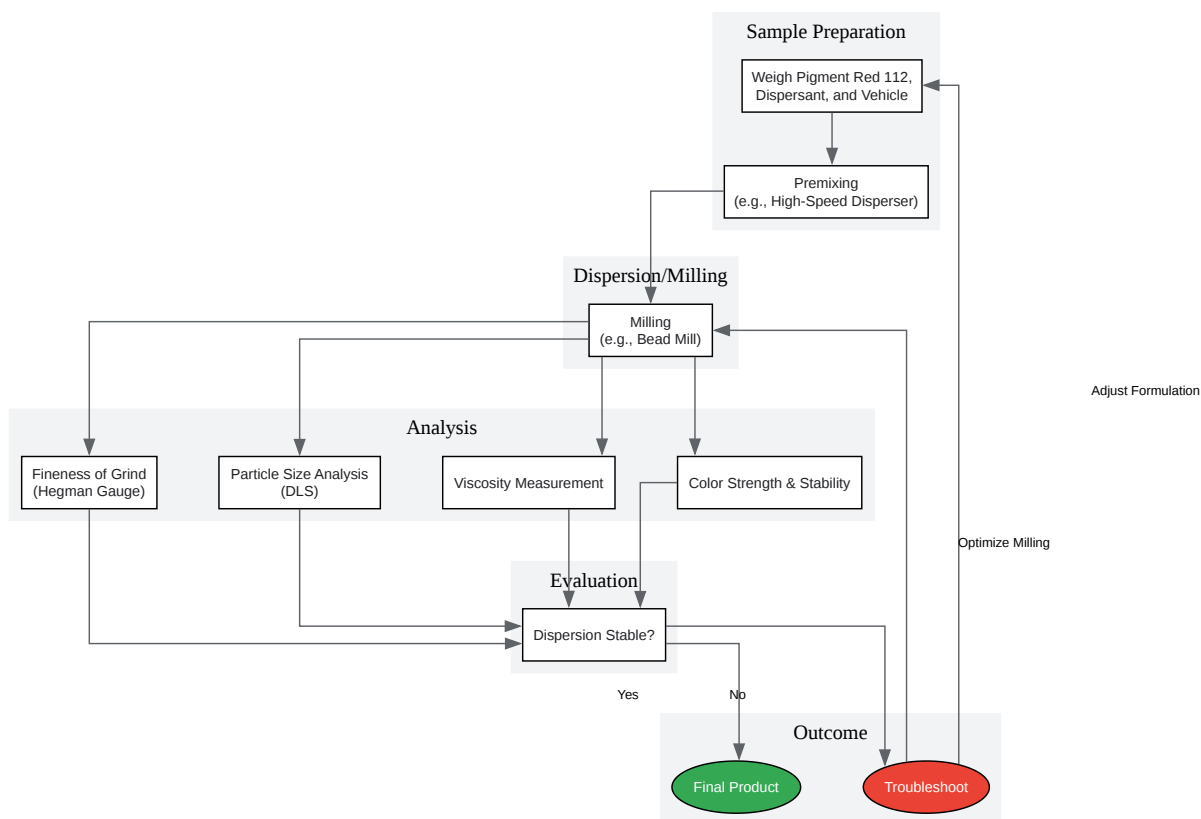 Sample Preparation
Weigh Pigment Red 112,
Dispersant, and Vehicle
Premixing
(e.g., High-Speed Disperser)
Dispersion/Milling
Milling
(e.g., Bead Mill)
Adjust Formulation
Analysis
Fineness of Grind
(Hegman Gauge)
Particle Size Analysis
(DLS)
Viscosity Measurement
Color Strength & Stability
Optimize Milling
Evaluation
Dispersion Stable?
Yes
No
Outcome
Final Product
Troubleshoot